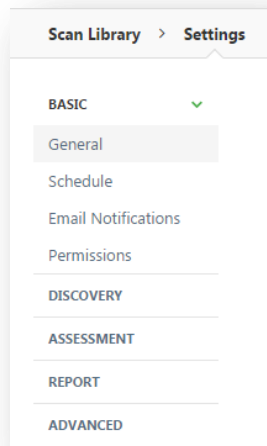 Scan Library > Settings
BASIC
General
Schedule
Email Notifications
Permissions
DISCOVERY
ASSESSMENT
REPORT
ADVANCED